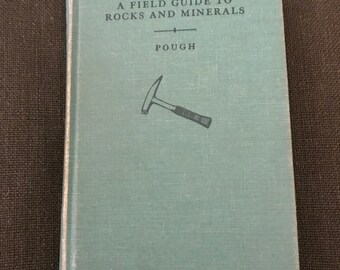 A FIELD GUIDE TO
ROCKS AND MINERALS
POUGH